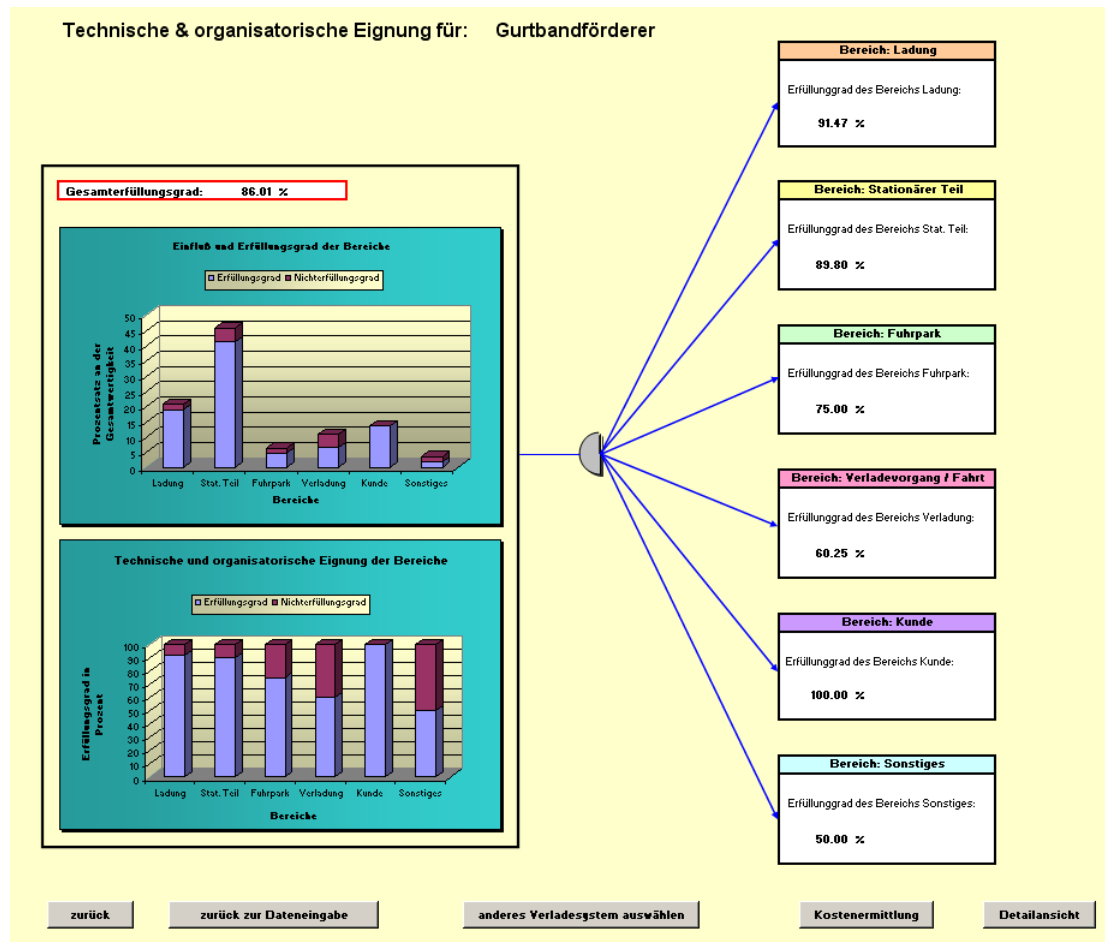 Technische & organisatorische Eignung für: Gurtbandförderer
Gesamterfüllungsgrad: 86.01 %
Einfluß und Erfüllungsgrad der Bereiche
Erfüllungsgrad Nichterfüllungsgrad
Prozentsatz an der
Gesamtwertigkeit
50
45
40
35
30
25
20
15
10
5
0
Ladung Stat. Teil Fuhrpark Verladung Kunde Sonstiges
Bereiche
Technische und organisatorische Eignung der Bereiche
Erfüllungsgrad Nichterfüllungsgrad
Erfüllungsgrad in
Prozent
100
90
80
70
60
50
40
30
20
10
0
Ladung Stat. Teil Fuhrpark Verladung Kunde Sonstiges
Bereiche
Bereich: Ladung
Erfüllunggrad des Bereichs Ladung:
91.47 %
Bereich: Stationärer Teil
Erfüllunggrad des Bereichs Stat. Teil:
89.80 %
Bereich: Fuhrpark
Erfüllunggrad des Bereichs Fuhrpark:
75.00 %
Bereich: Verladevorgang / Fahrt
Erfüllunggrad des Bereichs Verladung:
60.25 %
Bereich: Kunde
Erfüllunggrad des Bereichs Kunde:
100.00 %
Bereich: Sonstiges
Erfüllunggrad des Bereichs Sonstiges:
50.00 %
zurück
zurück zur Dateneingabe
anderes Verladesystem auswählen
Kostenermittlung
Detailansicht